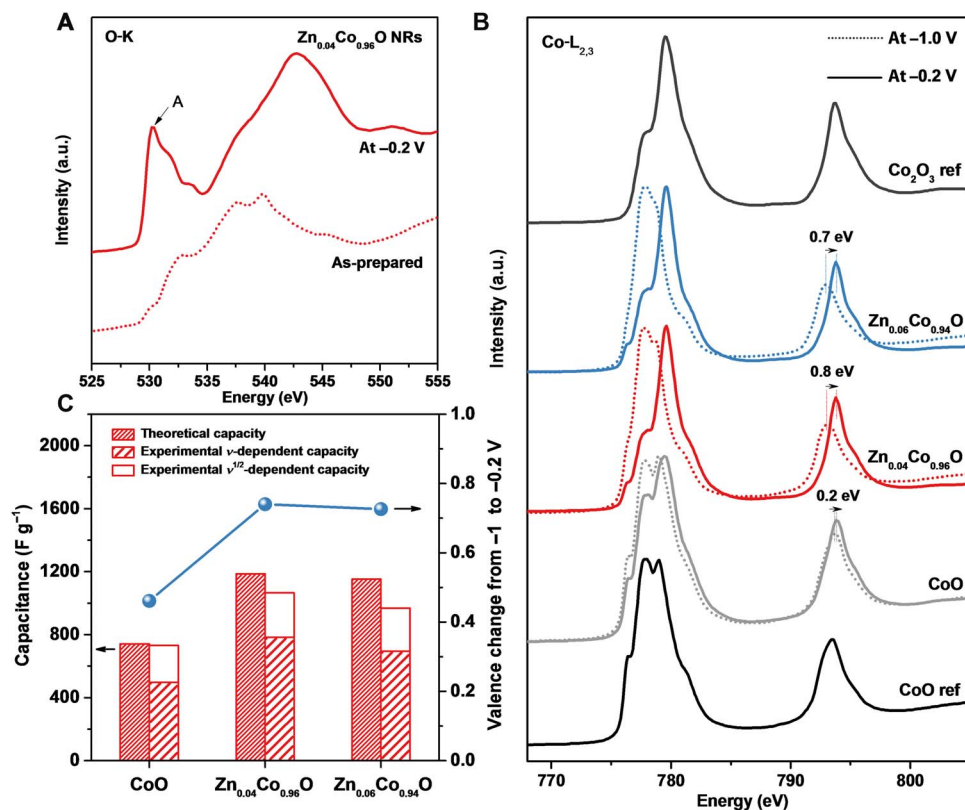 A
O-K
Zn0.04Co0.96O NRs
A
At –0.2 V
As-prepared
Intensity (a.u.)
525 530 535 540 545 550 555
Energy (eV)
B
Co-L2,3
At –1.0 V
At –0.2 V
Co2O3 ref
0.7 eV
Zn0.06Co0.94O
0.8 eV
Zn0.04Co0.96O
0.2 eV
CoO
CoO ref
Intensity (a.u.)
770 780 790 800
Energy (eV)
C
Theoretical capacity
Experimental v-dependent capacity
Experimental v1/2-dependent capacity
2000
1600
1200
800
400
0
Capacitance (F g–1)
1.0
0.8
0.6
0.4
0.2
0.0
Valence change from –1 to –0.2 V
CoO Zn0.04Co0.96O Zn0.06Co0.94O